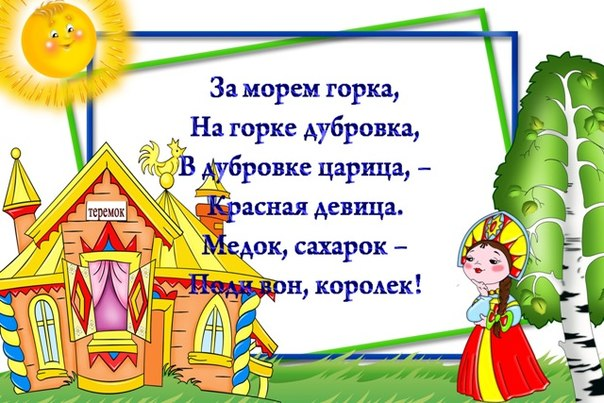 За морем горка,
На горке дубровка,
В дубровке царица, –
Красная девица.
Медок, сахарок –
Поди вон, королек!
теремок